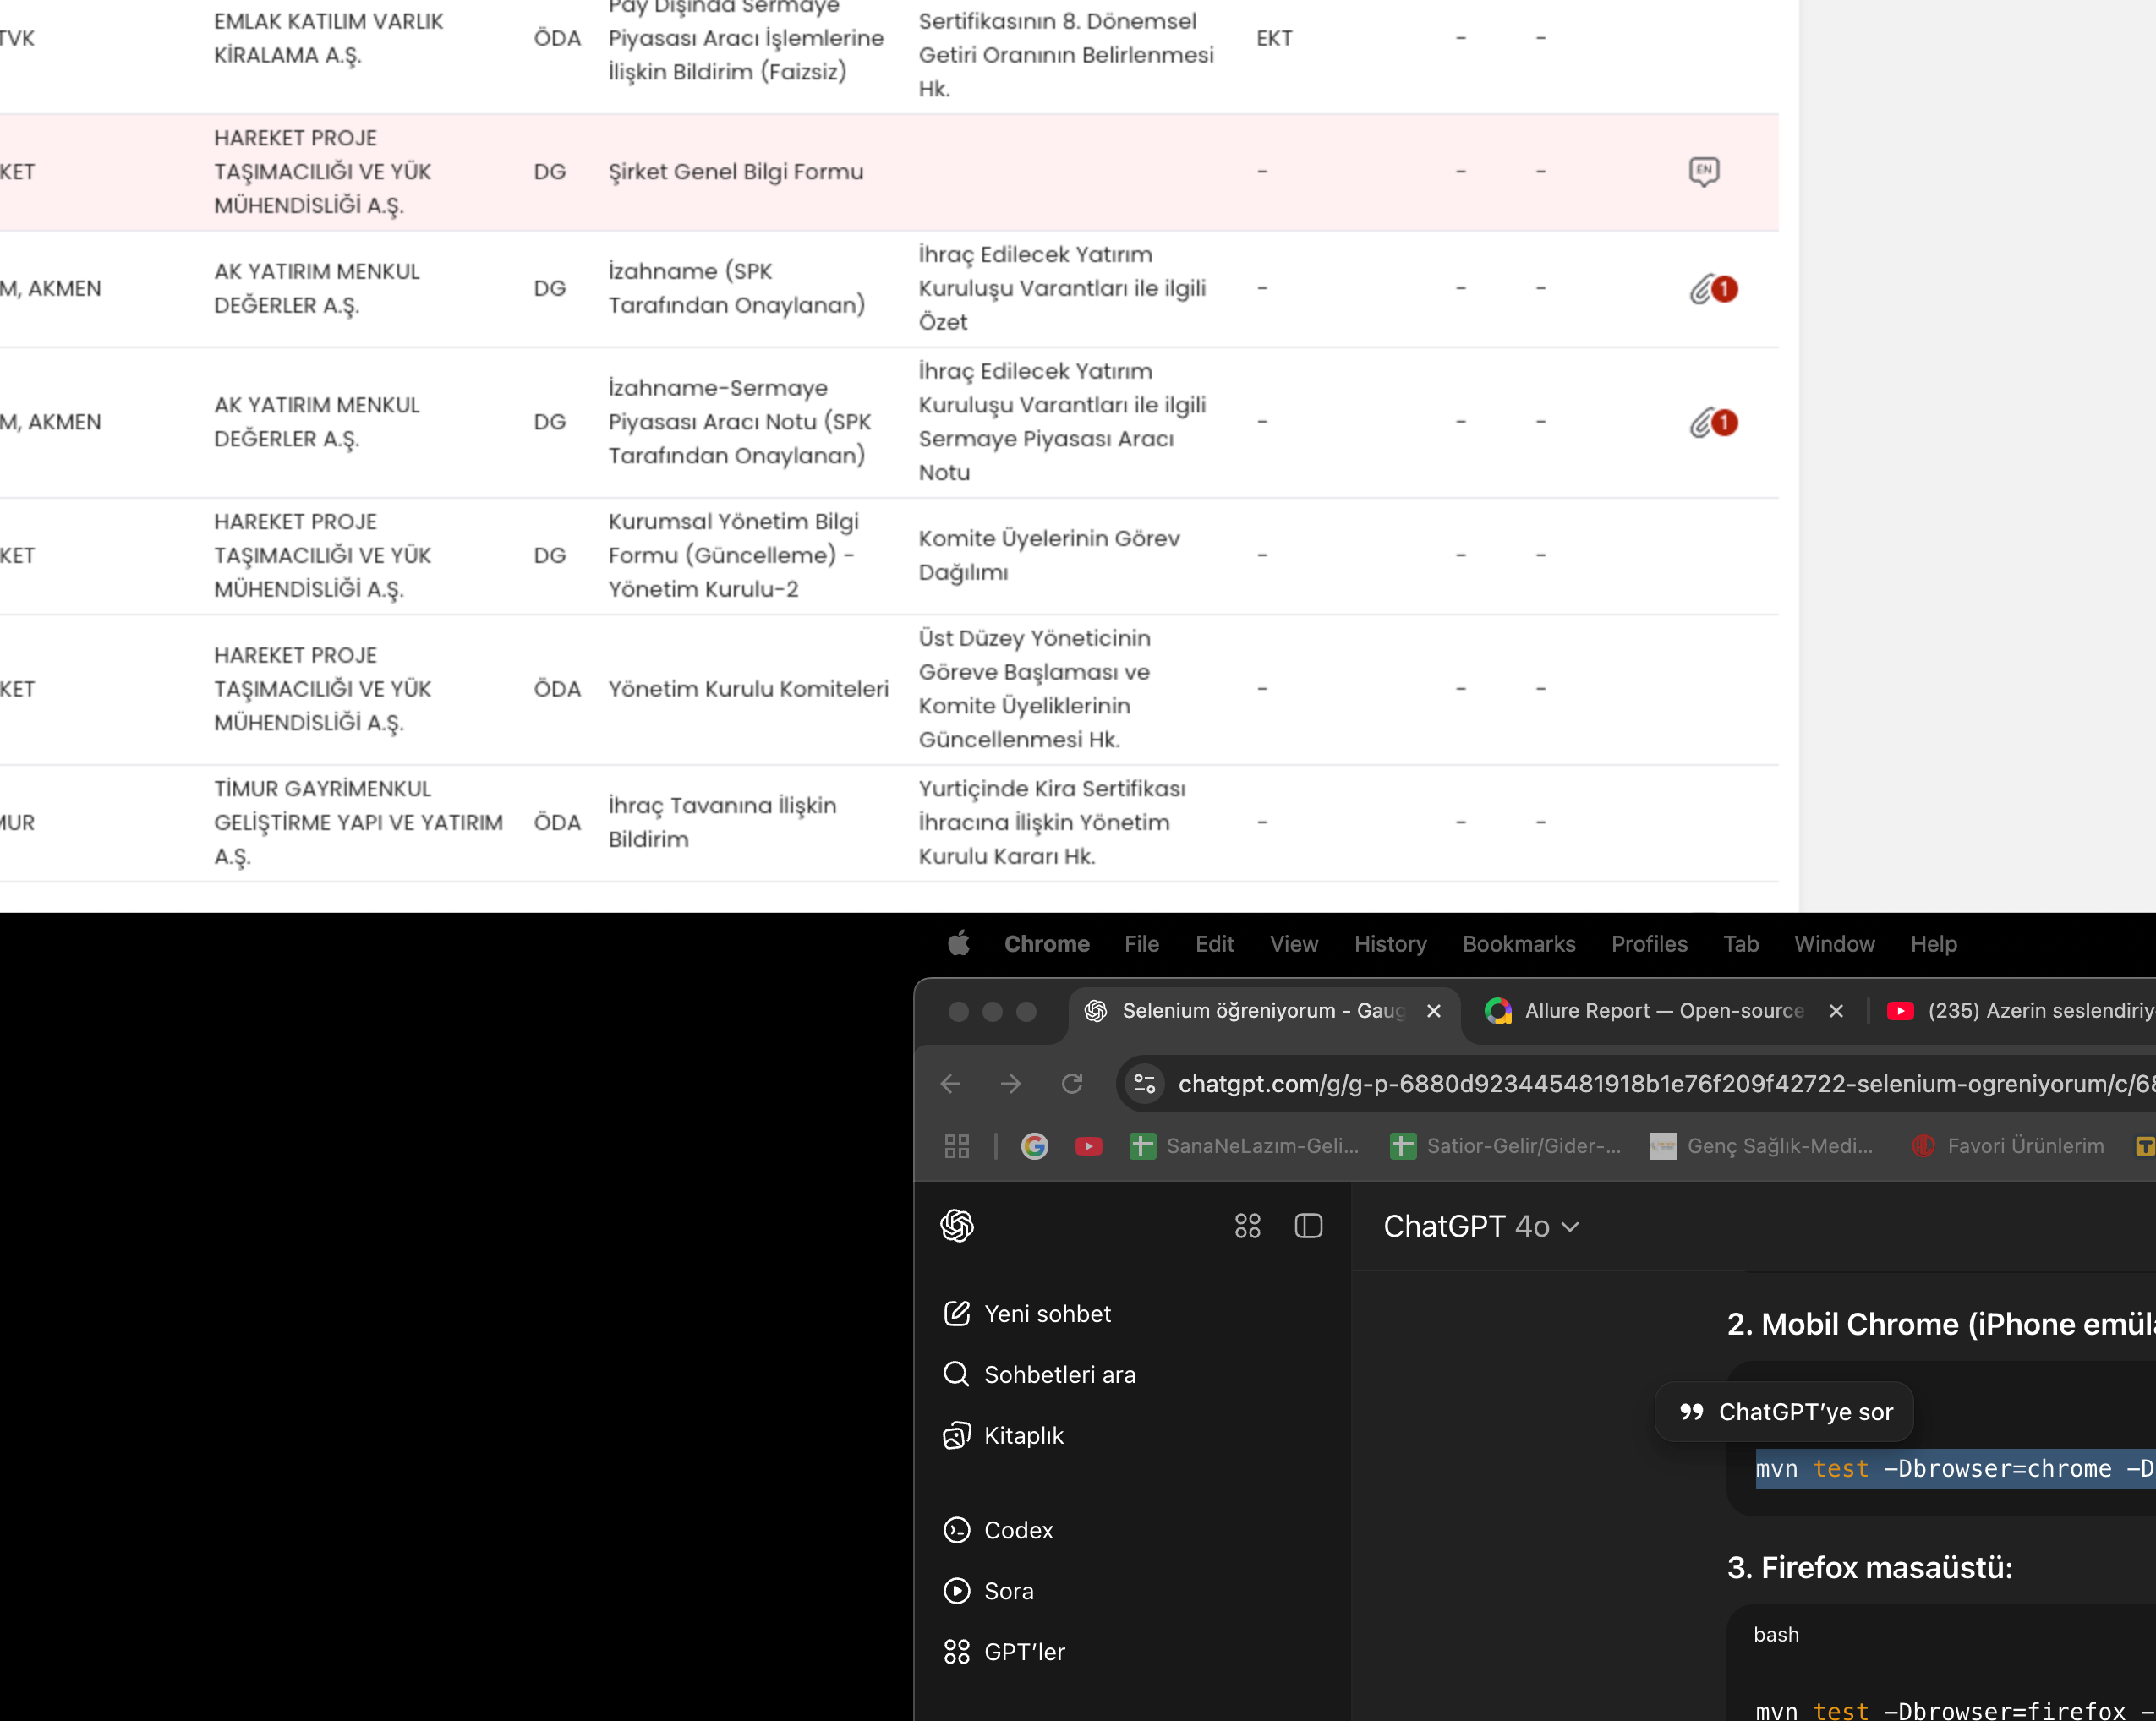 TVK
EMLAK KATILIM VARLIK
KİRALAMA A.Ş.
ÖDA
Pay Dışında Sermaye
Piyasası Aracı İşlemlerine
İlişkin Bildirim (Faizsiz)
Sertifikasının 8. Dönemsel
Getiri Oranının Belirlenmesi
Hk.
EKT
-
-
KET
HAREKET PROJE
TAŞIMACILIĞI VE YÜK
MÜHENDİSLİĞİ A.Ş.
DG
Şirket Genel Bilgi Formu
-
-
-
EN
M, AKMEN
AK YATIRIM MENKUL
DEĞERLER A.Ş.
DG
İzahname (SPK
Tarafından Onaylanan)
İhraç Edilecek Yatırım
Kuruluşu Varantları ile ilgili
Özet
-
-
-
1
M, AKMEN
AK YATIRIM MENKUL
DEĞERLER A.Ş.
DG
İzahname-Sermaye
Piyasası Aracı Notu (SPK
Tarafından Onaylanan)
İhraç Edilecek Yatırım
Kuruluşu Varantları ile ilgili
Sermaye Piyasası Aracı
Notu
-
-
-
1
KET
HAREKET PROJE
TAŞIMACILIĞI VE YÜK
MÜHENDİSLİĞİ A.Ş.
DG
Kurumsal Yönetim Bilgi
Formu (Güncelleme) -
Yönetim Kurulu-2
Komite Üyelerinin Görev
Dağılımı
-
-
-
KET
HAREKET PROJE
TAŞIMACILIĞI VE YÜK
MÜHENDİSLİĞİ A.Ş.
ÖDA
Yönetim Kurulu Komiteleri
Üst Düzey Yöneticinin
Göreve Başlaması ve
Komite Üyeliklerinin
Güncellenmesi Hk.
-
-
-
MUR
TİMUR GAYRİMENKUL
GELİŞTİRME YAPI VE YATIRIM
A.Ş.
ÖDA
İhraç Tavanına İlişkin
Bildirim
Yurtiçinde Kira Sertifikası
İhracına İlişkin Yönetim
Kurulu Kararı Hk.
-
-
-
Chrome File Edit View History Bookmarks Profiles Tab Window Help
Selenium öğreniyorum - Gaug
Allure Report — Open-source
(235) Azerin seslendiriy
chatgpt.com/g/g-p-6880d923445481918b1e76f209f42722-selenium-ogreniyorum/c/68
SanaNeLazım-Geli...
Satior-Gelir/Gider-...
Genç Sağlık-Medi...
Favori Ürünlerim
ChatGPT 4o
Yeni sohbet
Sohbetleri ara
Kitaplık
Codex
Sora
GPT'ler
2. Mobil Chrome (iPhone emüla
ChatGPT'ye sor
mvn test -Dbrowser=chrome -D
3. Firefox masaüstü:
bash
mvn test -Dbrowser=firefox -